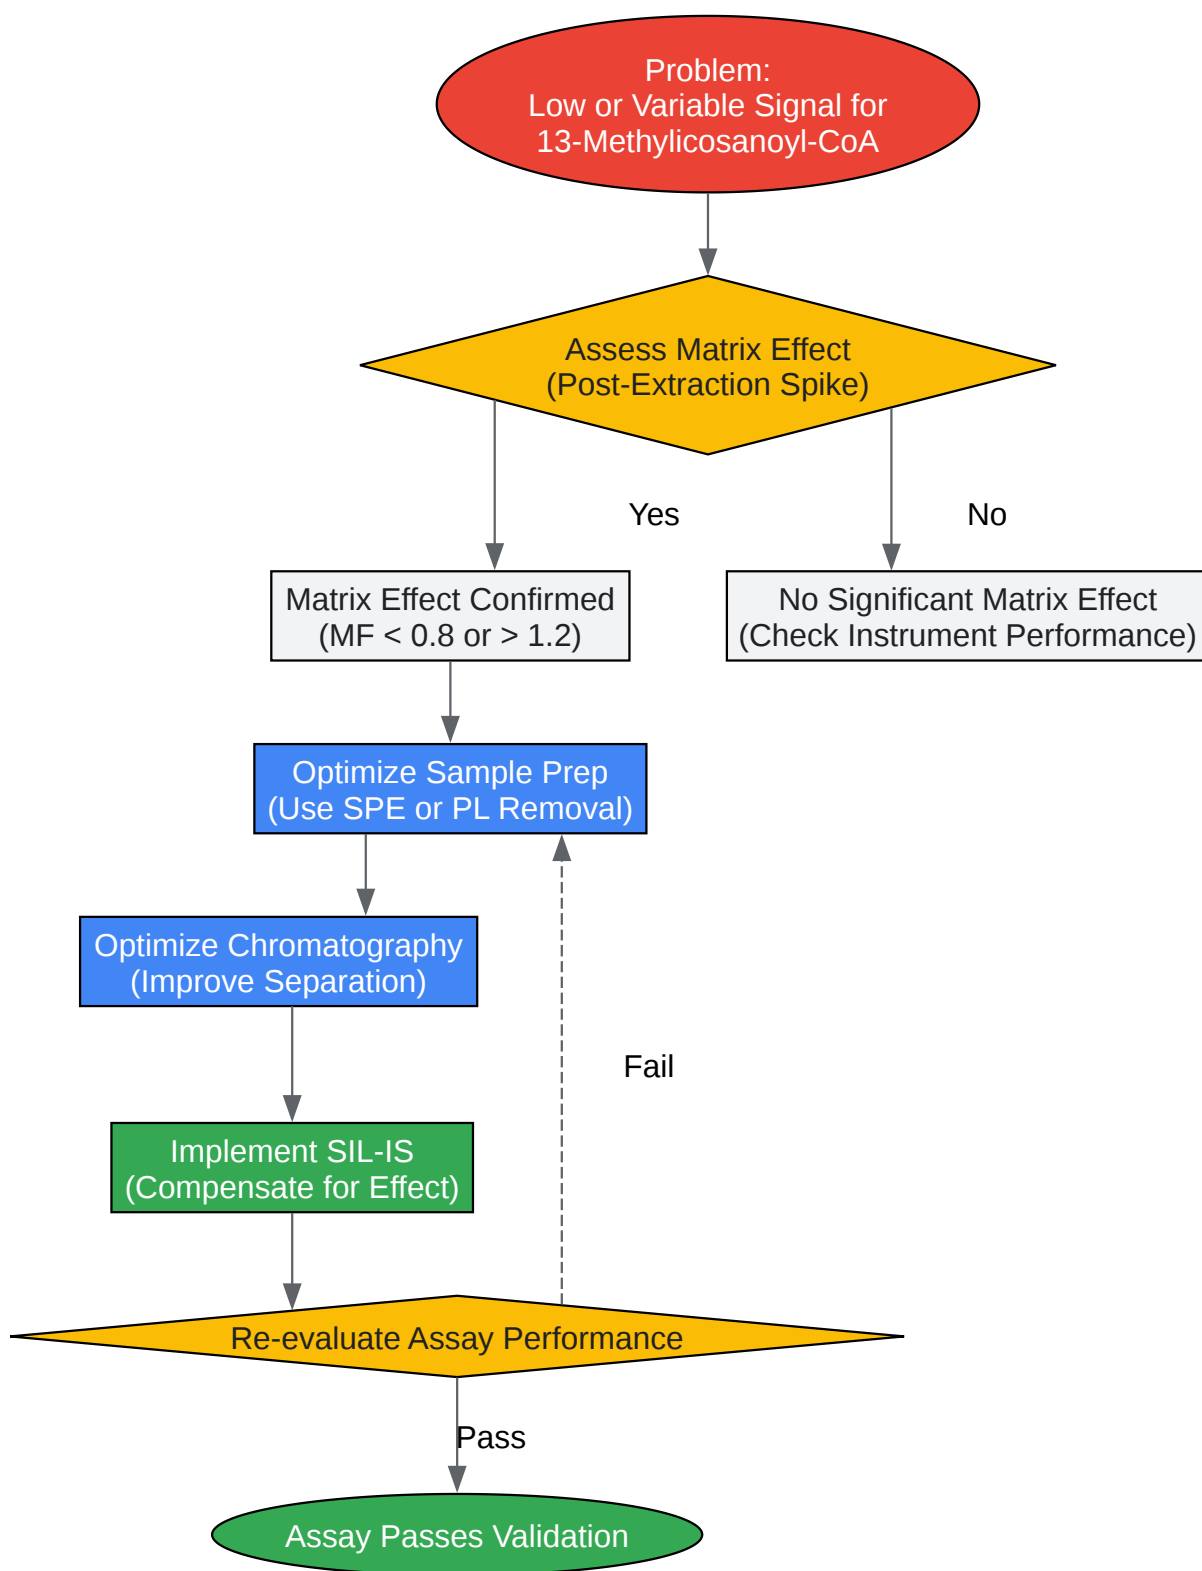 Problem:
Low or Variable Signal for
13-Methylicosanoyl-CoA
Assess Matrix Effect
(Post-Extraction Spike)
Yes
No
Matrix Effect Confirmed
(MF < 0.8 or > 1.2)
No Significant Matrix Effect
(Check Instrument Performance)
Optimize Sample Prep
(Use SPE or PL Removal)
Optimize Chromatography
(Improve Separation)
Fail
Implement SIL-IS
(Compensate for Effect)
Re-evaluate Assay Performance
Pass
Assay Passes Validation